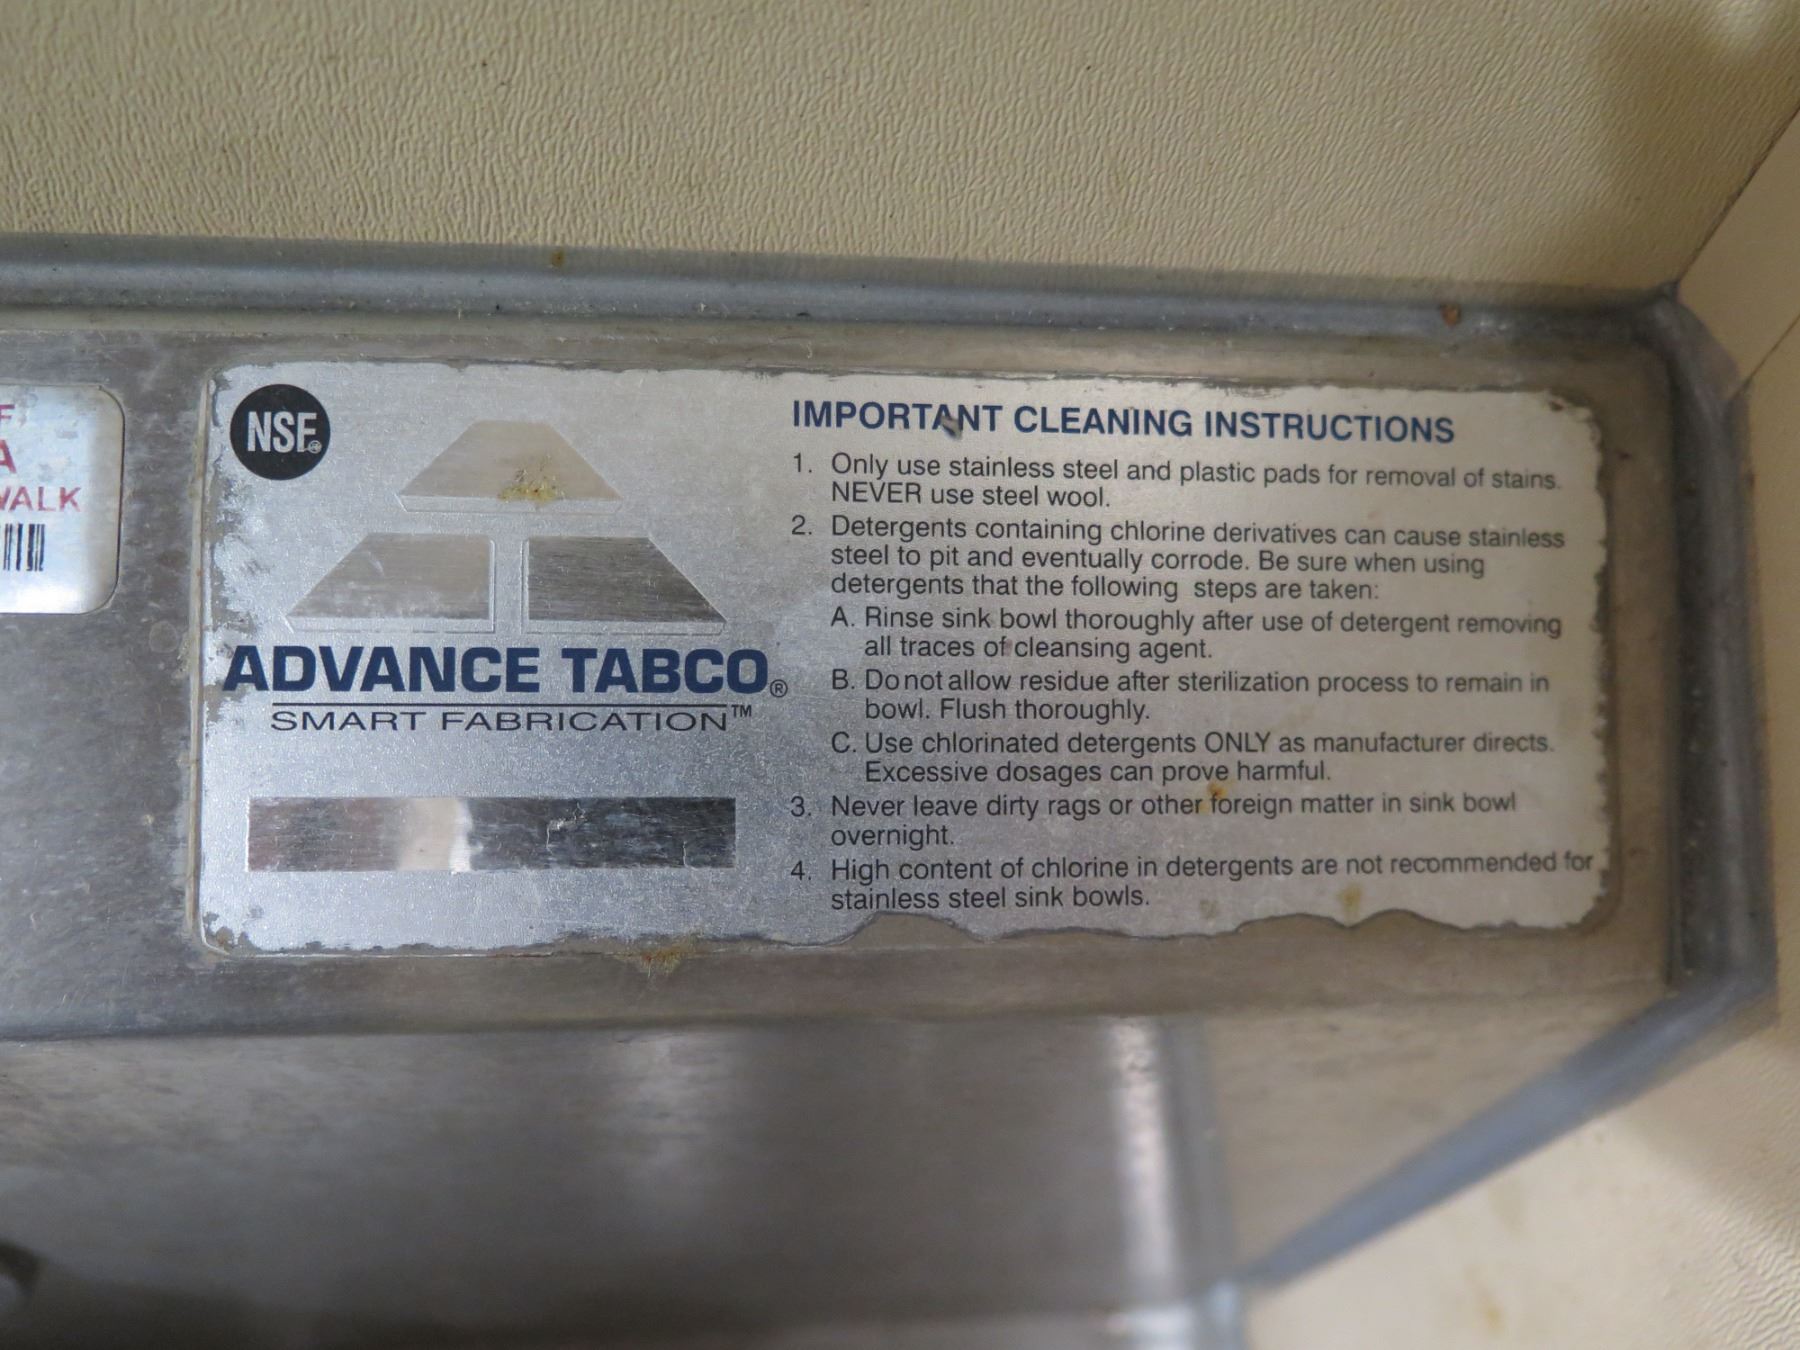 F,
A
WALK
NSF®
ADVANCE TABCO®
SMART FABRICATION™
IMPORTANT CLEANING INSTRUCTIONS
1. Only use stainless steel and plastic pads for removal of stains.
NEVER use steel wool.
2. Detergents containing chlorine derivatives can cause stainless
steel to pit and eventually corrode. Be sure when using
detergents that the following steps are taken:
A. Rinse sink bowl thoroughly after use of detergent removing
all traces of cleansing agent.
B. Do not allow residue after sterilization process to remain in
bowl. Flush thoroughly.
C. Use chlorinated detergents ONLY as manufacturer directs.
Excessive dosages can prove harmful.
3. Never leave dirty rags or other foreign matter in sink bowl
overnight.
4. High content of chlorine in detergents are not recommended for
stainless steel sink bowls.